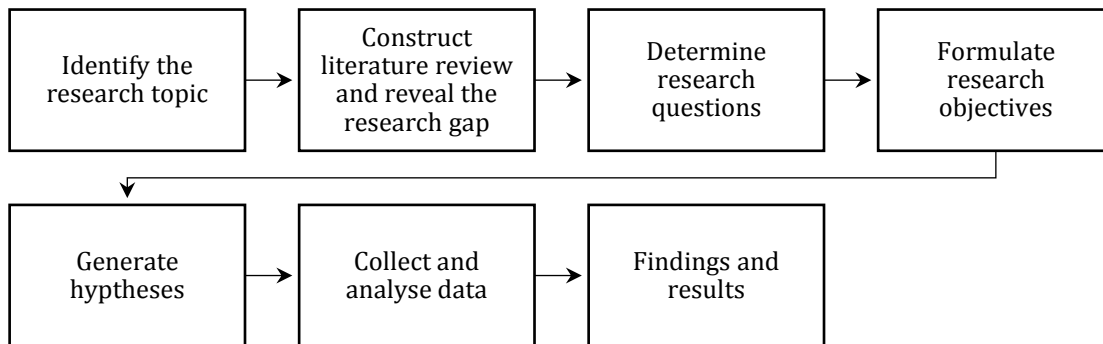 Identify the
research topic
Construct
literature review
and reveal the
research gap
Determine
research
questions
Formulate
research
objectives
Generate
hyptheses
Collect and
analyse data
Findings and
results